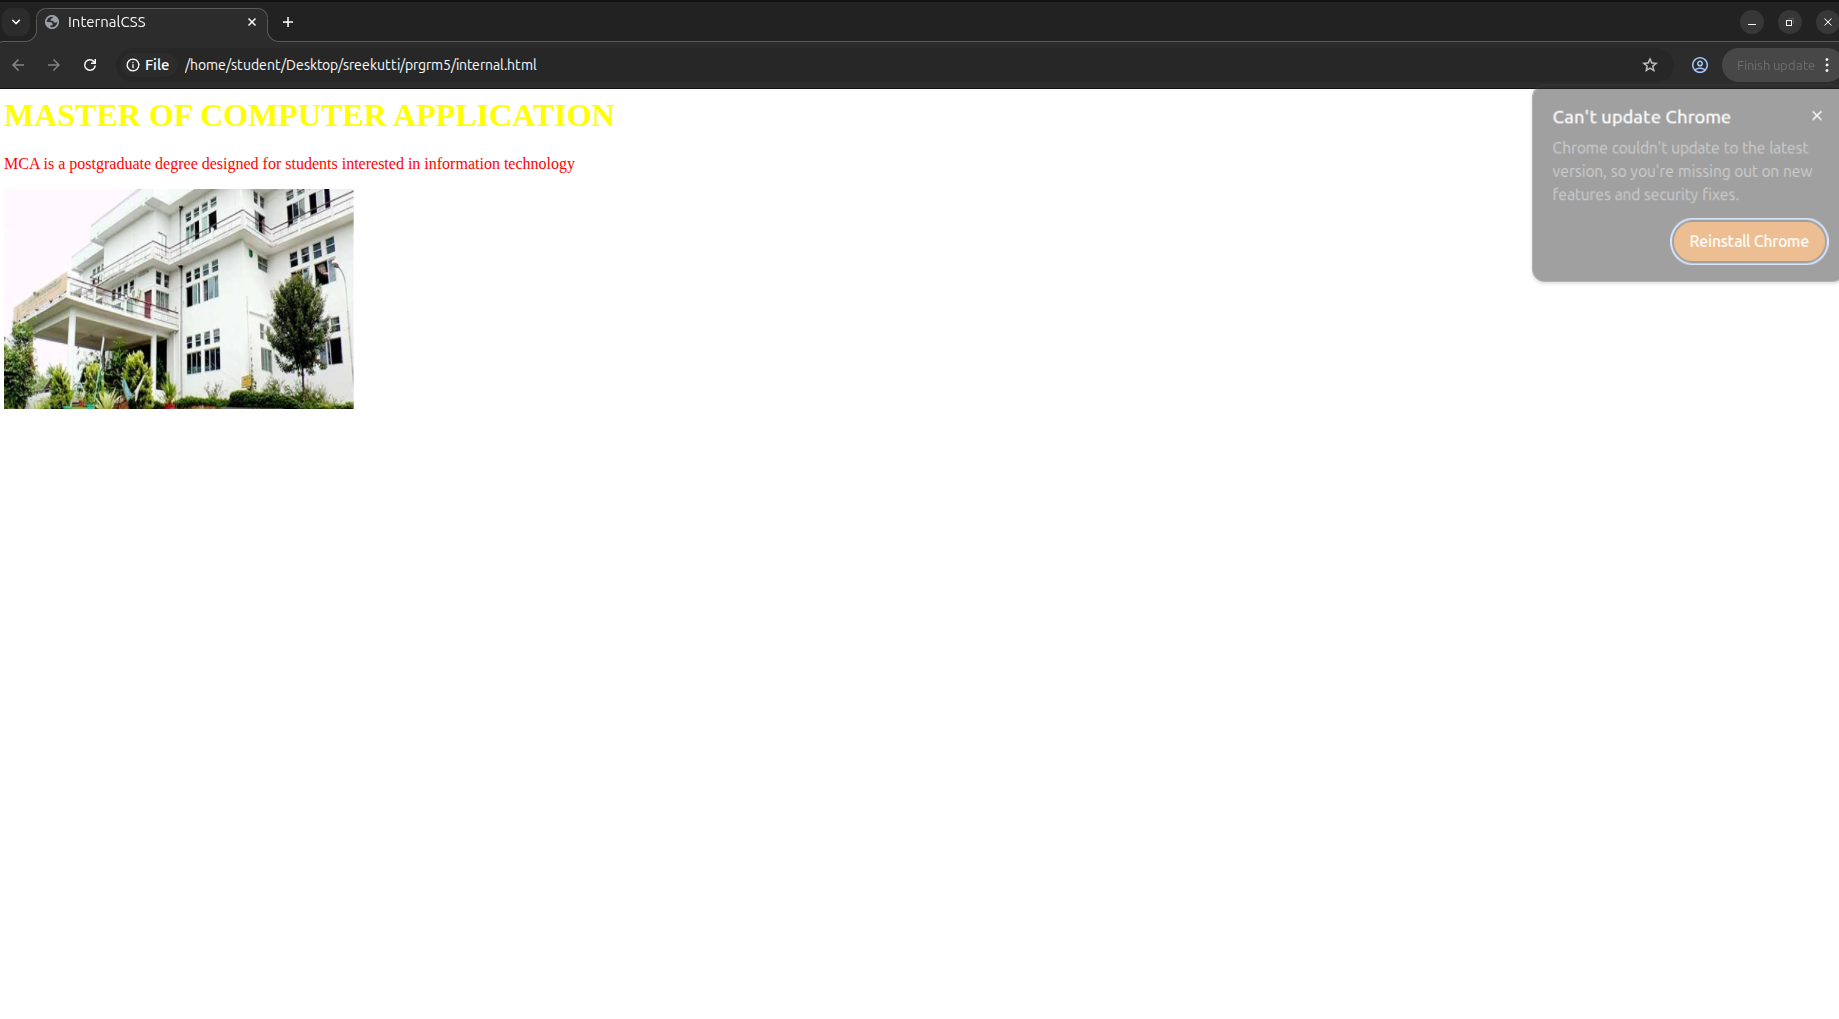 InternalCSS
File /home/student/Desktop/sreekutti/prgrm5/internal.html
Finish update
MASTER OF COMPUTER APPLICATION
MCA is a postgraduate degree designed for students interested in information technology
Can't update Chrome
Chrome couldn't update to the latest
version, so you're missing out on new
features and security fixes.
Reinstall Chrome